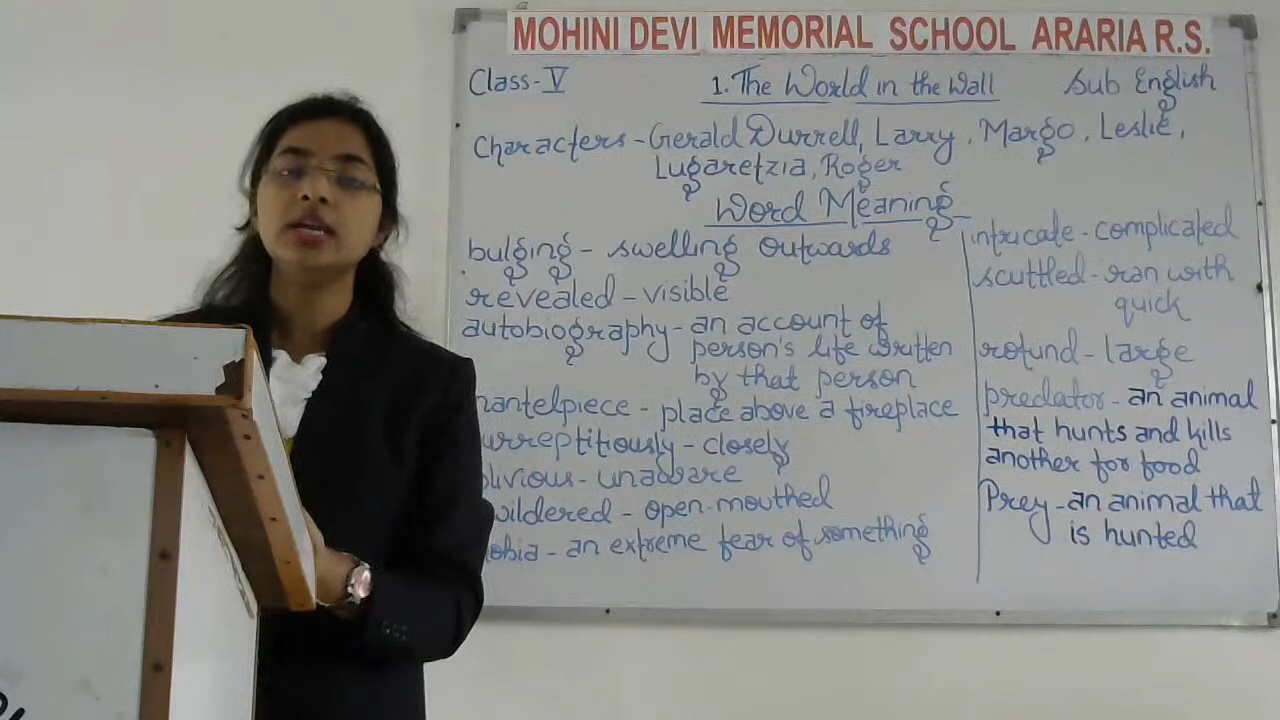 MOHINI DEVI MEMORIAL SCHOOL ARARIA R.S.
Class-V 1. The World in the Wall Sub English
Characters - Gerald Durrell, Larry, Margo, Leslie,
Lugaretzia, Roger
Word Meaning
bulging - swelling outwards
revealed - visible
autobiography - an account of
person's life written
by that person
mantelpiece - place above a fireplace
urreptitiously - closely
blivious - unaware
wildered - open-mouthed
obia - an extreme fear of something
intricate - complicated
scuttled - ran with
quick
rotund - large
predator - an animal
that hunts and kills
another for food
Prey - an animal that
is hunted